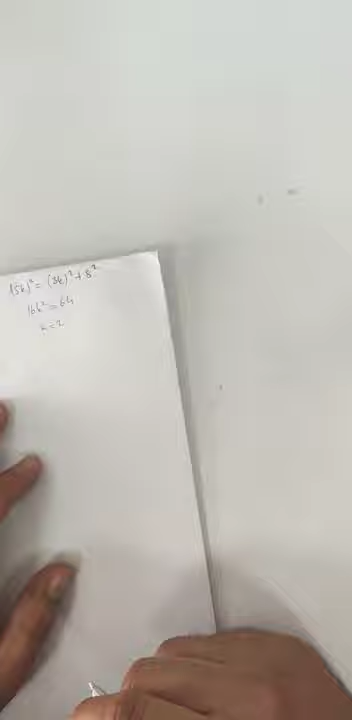 (5k)² = (3k)² + 8²
16k² = 64
k = 2